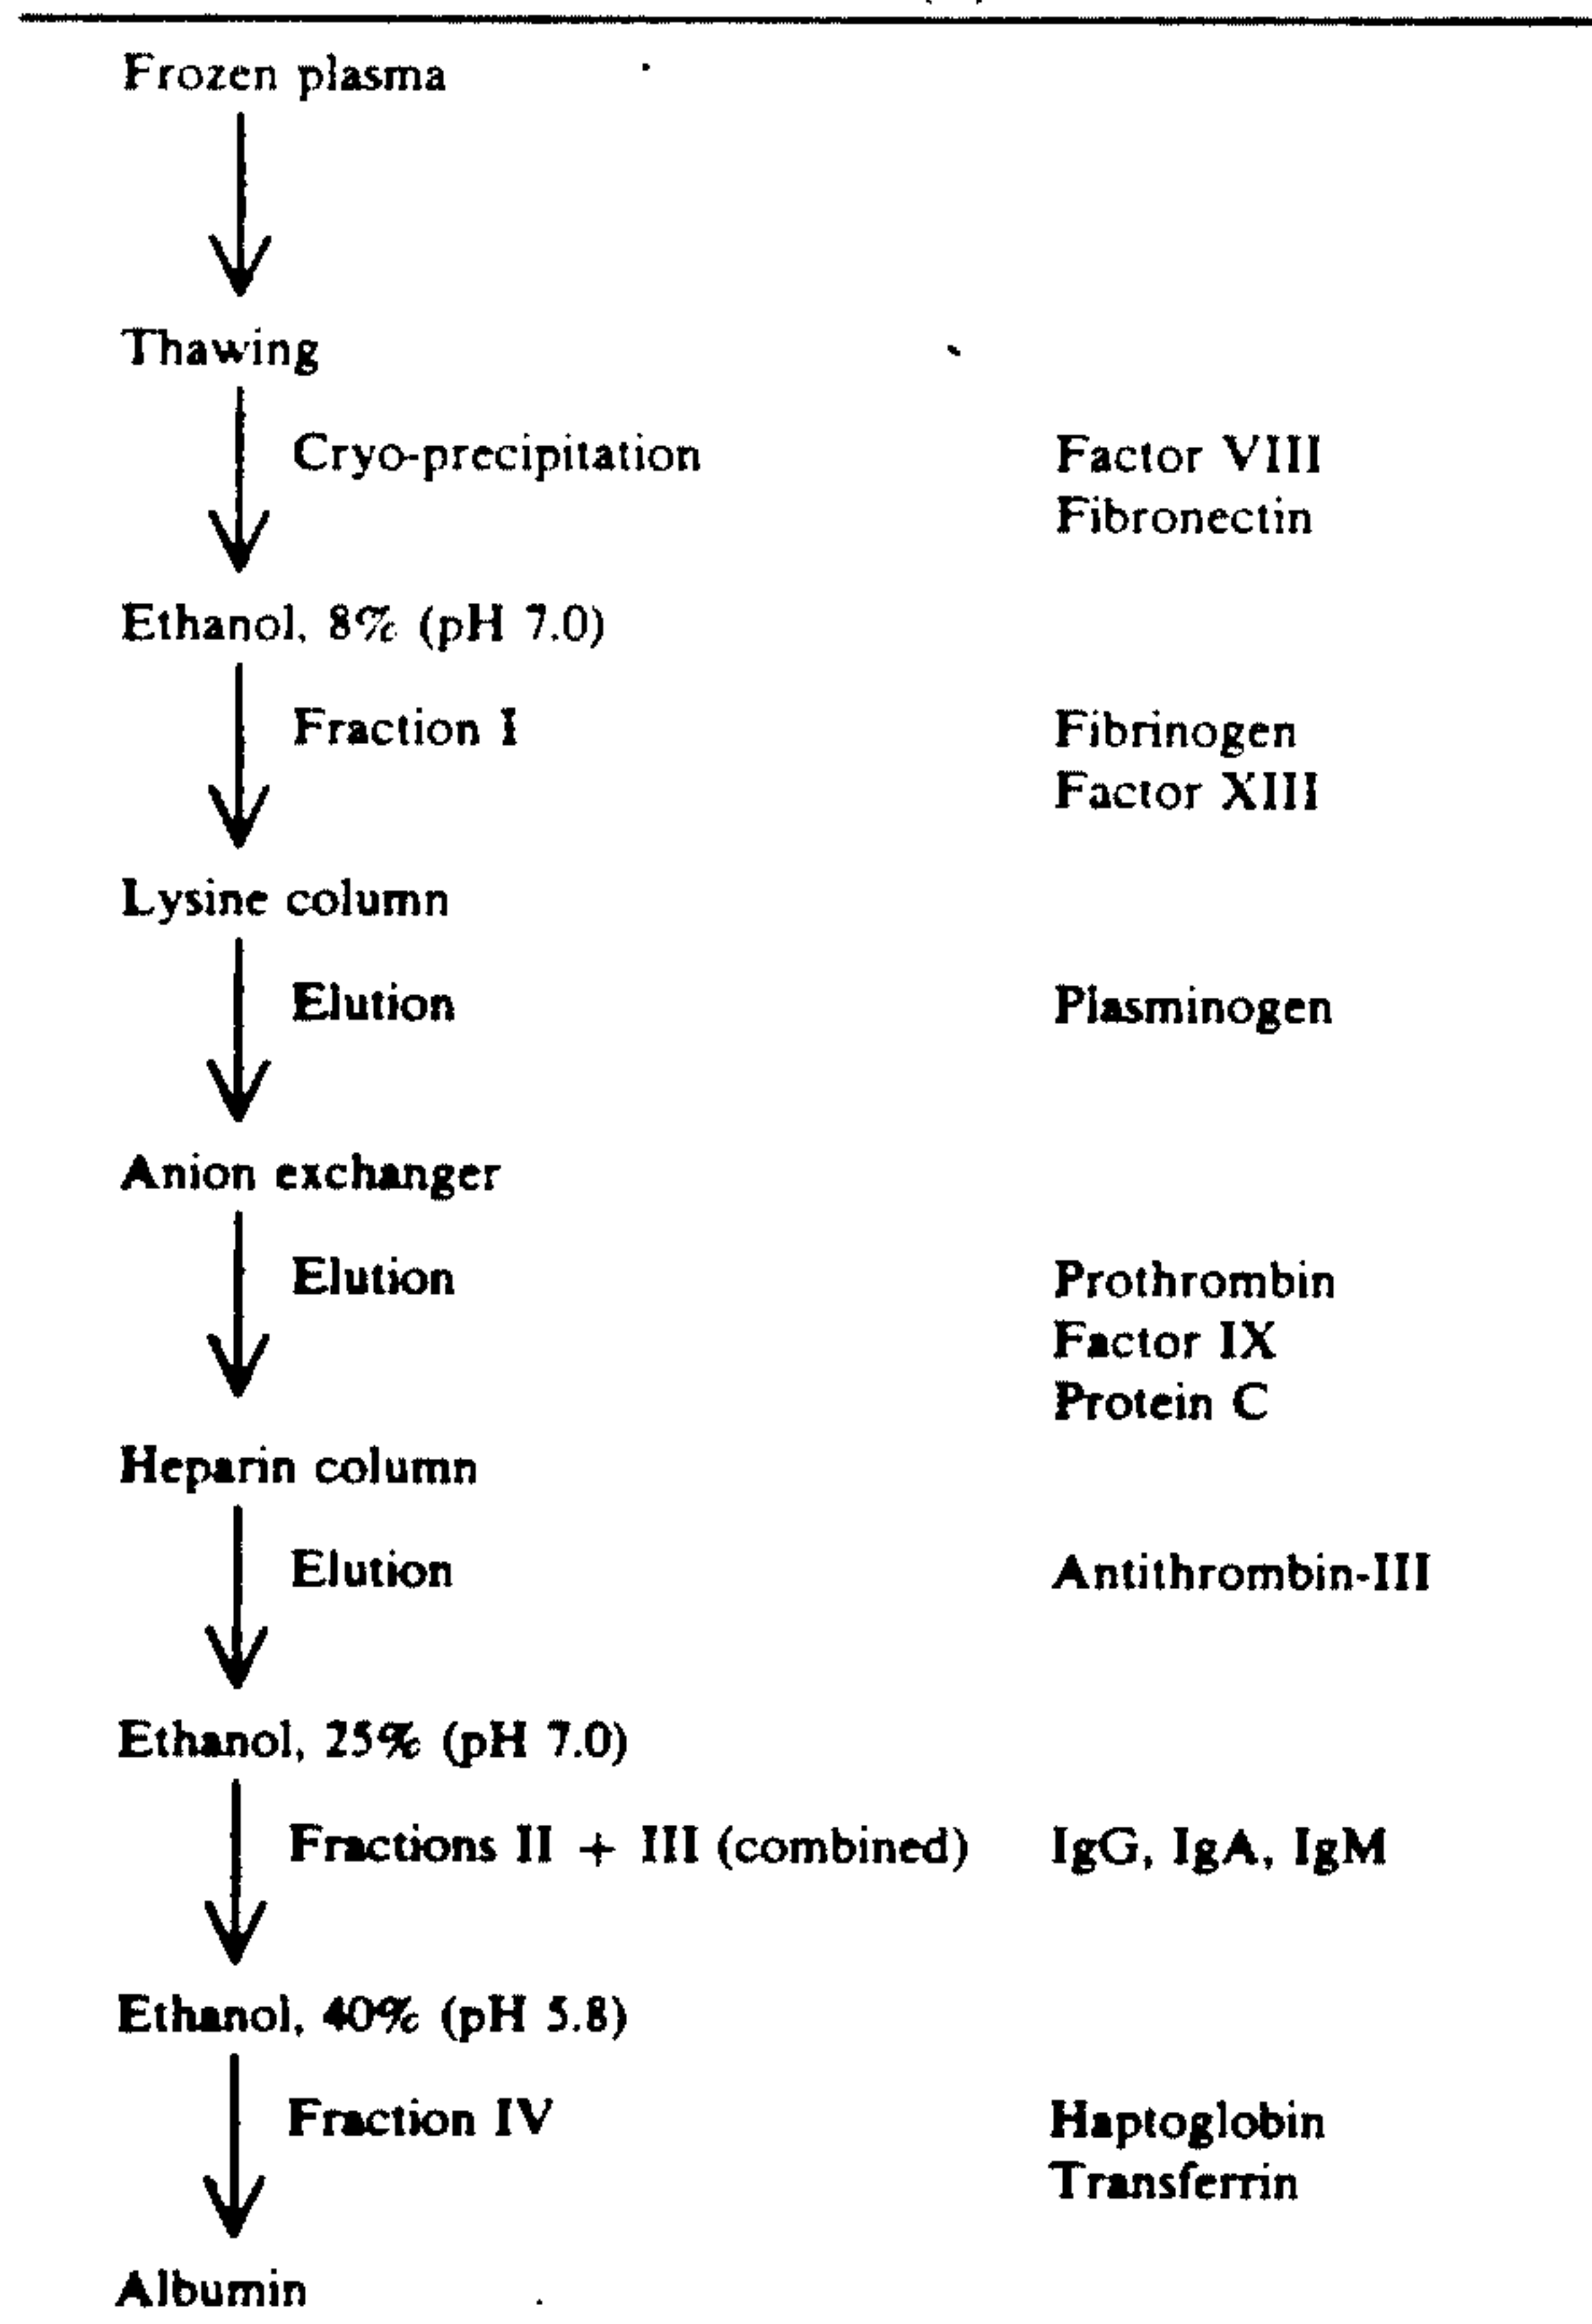 Frozen plasma
Thawing
Cryo-precipitation Factor VIII
Fibronectin
Ethanol, 8% (pH 7.0)
Fraction I Fibrinogen
Factor XIII
Lysine column
Elution Plasminogen
Anion exchanger
Elution Prothrombin
Factor IX
Protein C
Heparin column
Elution Antithrombin-III
Ethanol, 25% (pH 7.0)
Fractions II + III (combined) IgG, IgA, IgM
Ethanol, 40% (pH 5.8)
Fraction IV Haptoglobin
Transferrin
Albumin